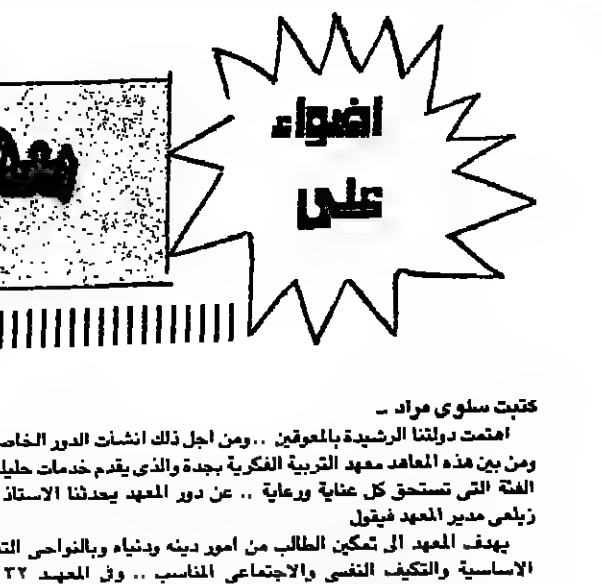 اضواء
على
كتبت سلوى مراد ـ
اهتمت دولتنا الرشيدة بالمعوقين .. ومن اجل ذلك انشات الدور الخاص
ومن بين هذه المعاهد معهد التربية الفكرية بجدة والذى يقدم خدمات جليلة
الفئة التى تستحق كل عناية ورعاية .. عن دور المعهد يحدثنا الاستاذ
زيلعى مدير المعهد فيقول
يهدف المعهد الى تمكين الطالب من امور دينه ودنياه وبالنواحى
الاساسية والتكيف النفسى والاجتماعى المناسب .. وفى المعهد ٣٢